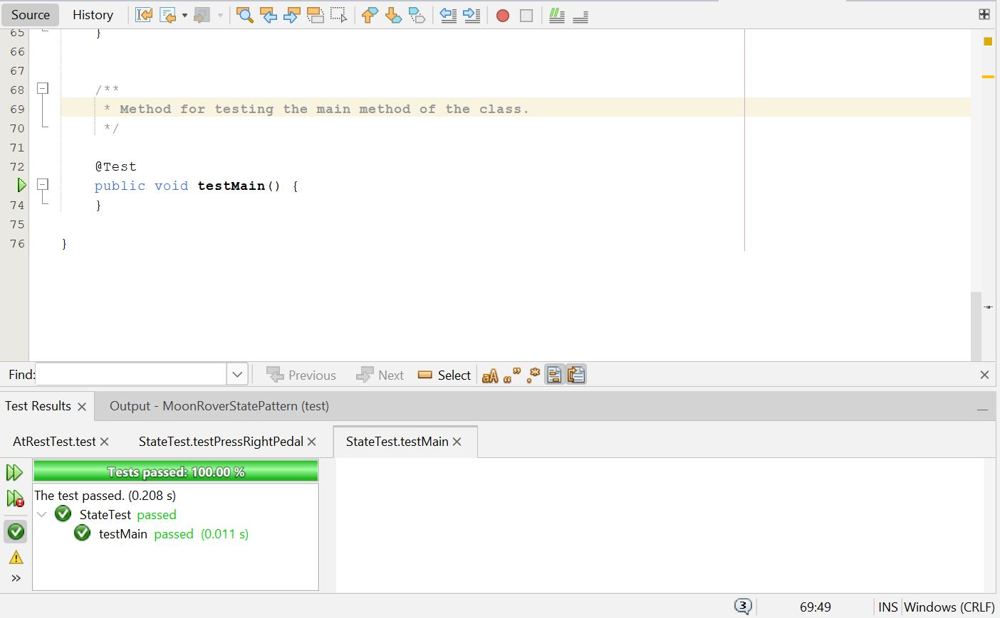 Source History
65 }
66
67
68 /**
69 * Method for testing the main method of the class.
70 */
71
72 @Test
public void testMain() {
74 }
75
76 }
Find: Previous Next Select aA
Test Results Output - MoonRoverStatePattern (test)
AtRestTest.test StateTest.testPressRightPedal StateTest.testMain
Tests passed: 100.00 %
The test passed. (0.208 s)
StateTest passed
testMain passed (0.011 s)
3 69:49 INS Windows (CRLF)